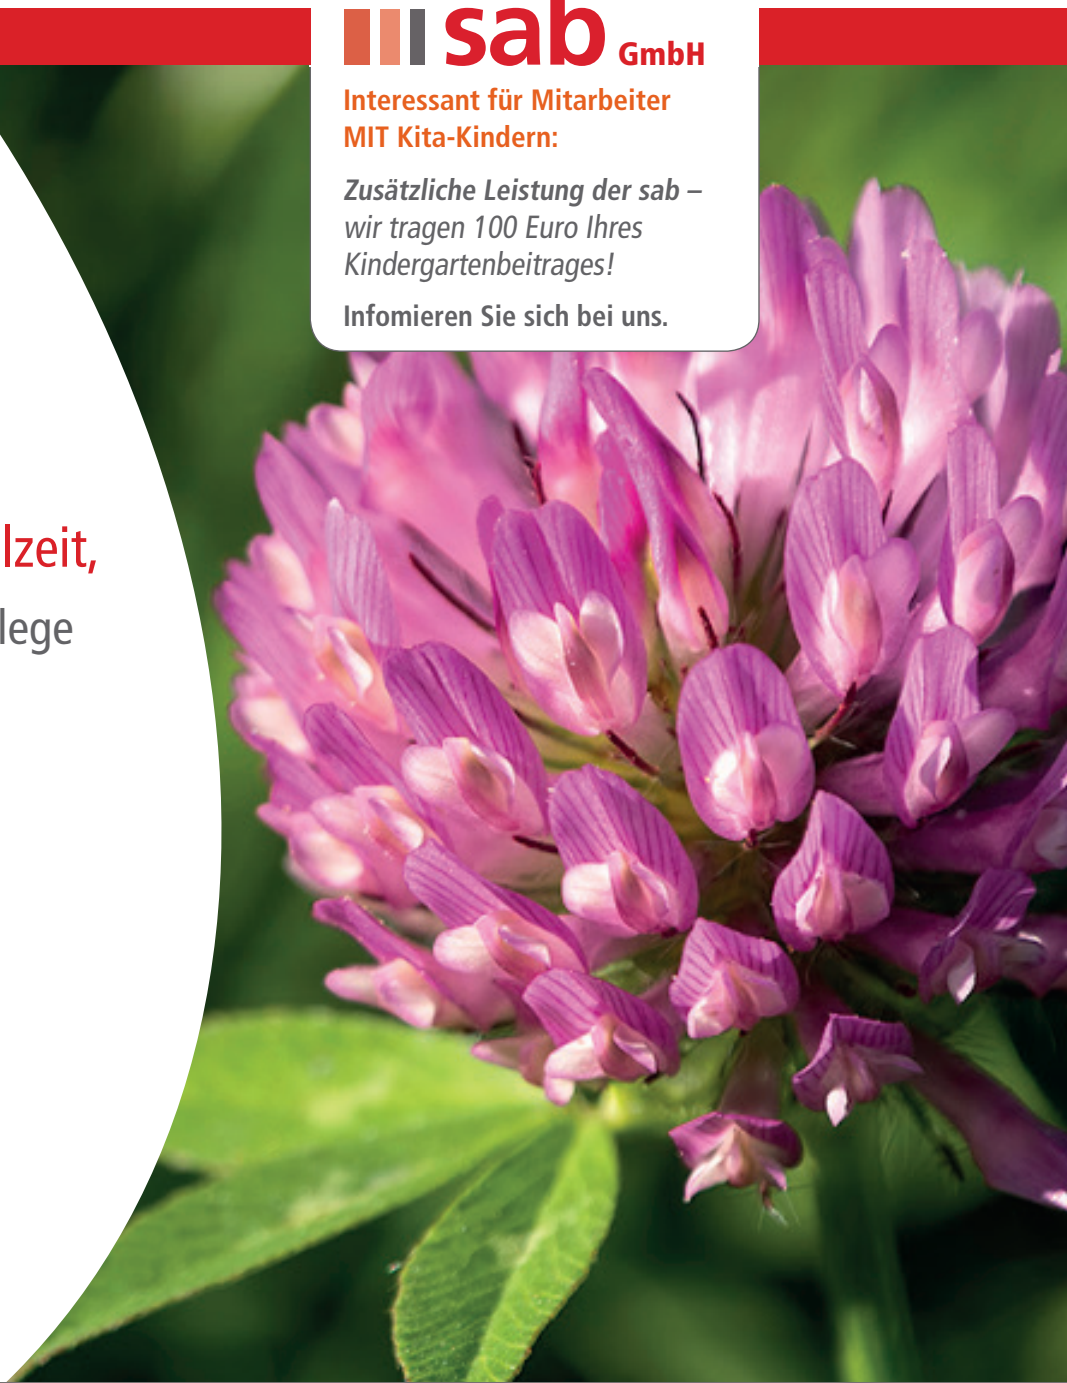 sab GmbH
Interessant für Mitarbeiter
MIT Kita-Kindern:
Zusätzliche Leistung der sab –
wir tragen 100 Euro Ihres
Kindergartenbeitrages!
Infomieren Sie sich bei uns.
lzeit,
lege